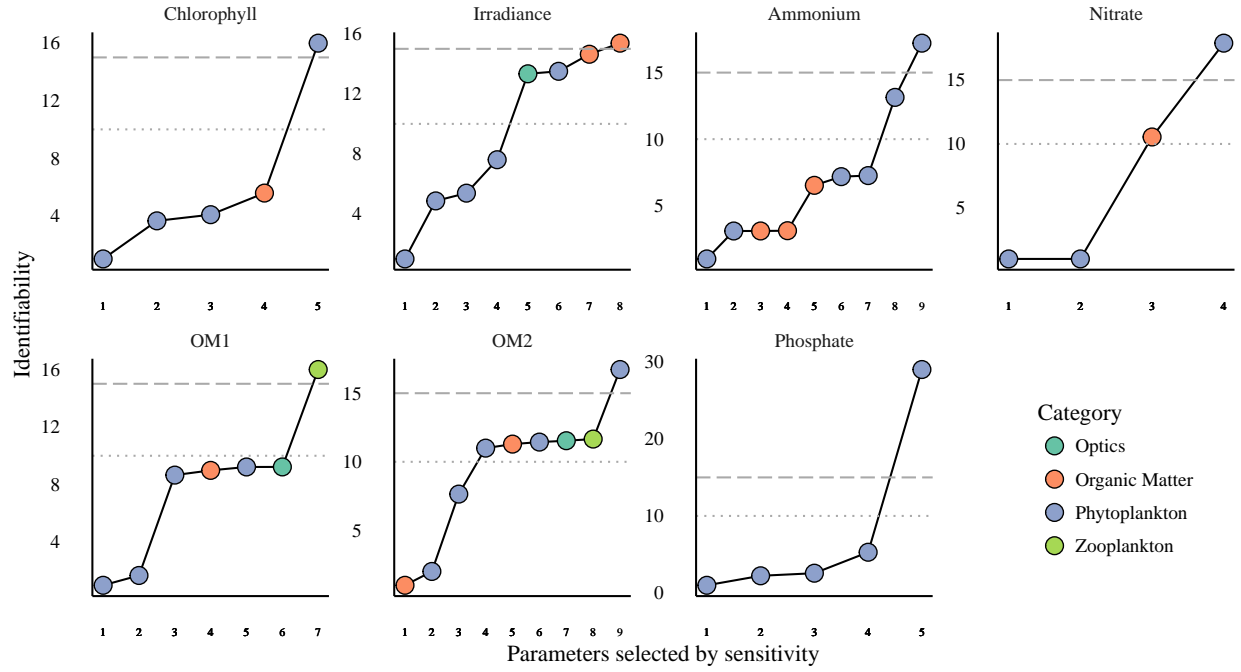 Chlorophyll
Irradiance
Ammonium
Nitrate
16
12
8
4
1 2 3 4 5
16
12
8
4
1 2 3 4 5 6 7 8
15
10
5
1 2 3 4 5 6 7 8 9
15
10
5
1 2 3 4
Identifiability
OM1
OM2
Phosphate
16
12
8
4
1 2 3 4 5 6 7
15
10
5
1 2 3 4 5 6 7 8 9
30
20
10
0
1 2 3 4 5
Category
Optics
Organic Matter
Phytoplankton
Zooplankton
Parameters selected by sensitivity